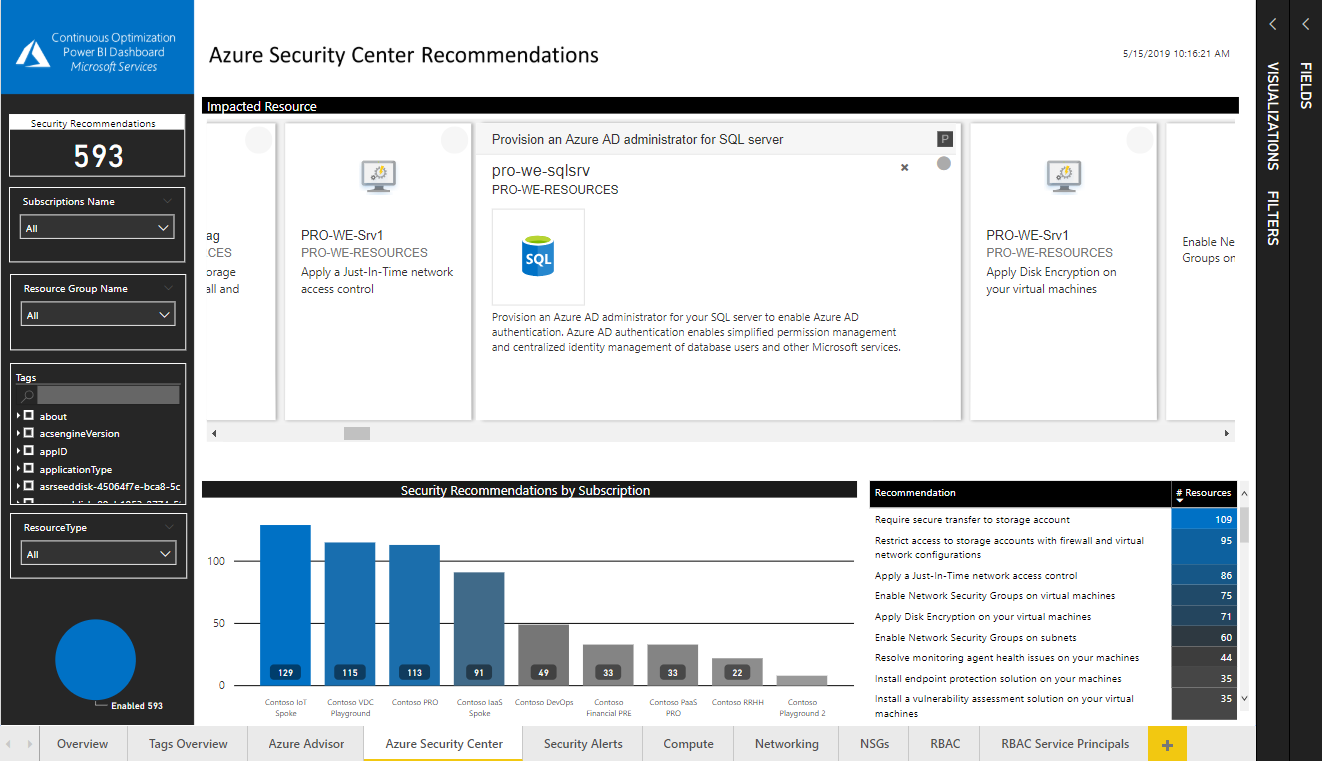 Continuous Optimization
Power BI Dashboard
Microsoft Services
Azure Security Center Recommendations
5/15/2019 10:16:21 AM
Security Recommendations
593
Subscriptions Name
All
Resource Group Name
All
Tags
about
acsengineVersion
appID
applicationType
asrseeddisk-45064f7e-bca8-5c
ResourceType
All
Enabled 593
Impacted Resource
ag
CES
orage
all and
PRO-WE-Srv1
PRO-WE-RESOURCES
Apply a Just-In-Time network
access control
Provision an Azure AD administrator for SQL server
P
pro-we-sqlsrv
PRO-WE-RESOURCES
SQL
Provision an Azure AD administrator for your SQL server to enable Azure AD
authentication. Azure AD authentication enables simplified permission management
and centralized identity management of database users and other Microsoft services.
PRO-WE-Srv1
PRO-WE-RESOURCES
Apply Disk Encryption on
your virtual machines
Enable Ne
Groups on
Security Recommendations by Subscription
100
50
0
129 115 113 91 49 33 33 22
Contoso IoT Spoke
Contoso VDC Playground
Contoso PRO
Contoso IaaS Spoke
Contoso DevOps
Contoso Financial PRE
Contoso PaaS PRO
Contoso RRHH
Contoso Playground 2
Recommendation # Resources
Require secure transfer to storage account 109
Restrict access to storage accounts with firewall and virtual 95
network configurations
Apply a Just-In-Time network access control 86
Enable Network Security Groups on virtual machines 75
Apply Disk Encryption on your virtual machines 71
Enable Network Security Groups on subnets 60
Resolve monitoring agent health issues on your machines 44
Install endpoint protection solution on your machines 35
Install a vulnerability assessment solution on your virtual 35
machines
VISUALIZATIONS
FILTERS
FIELDS
Overview
Tags Overview
Azure Advisor
Azure Security Center
Security Alerts
Compute
Networking
NSGs
RBAC
RBAC Service Principals
+